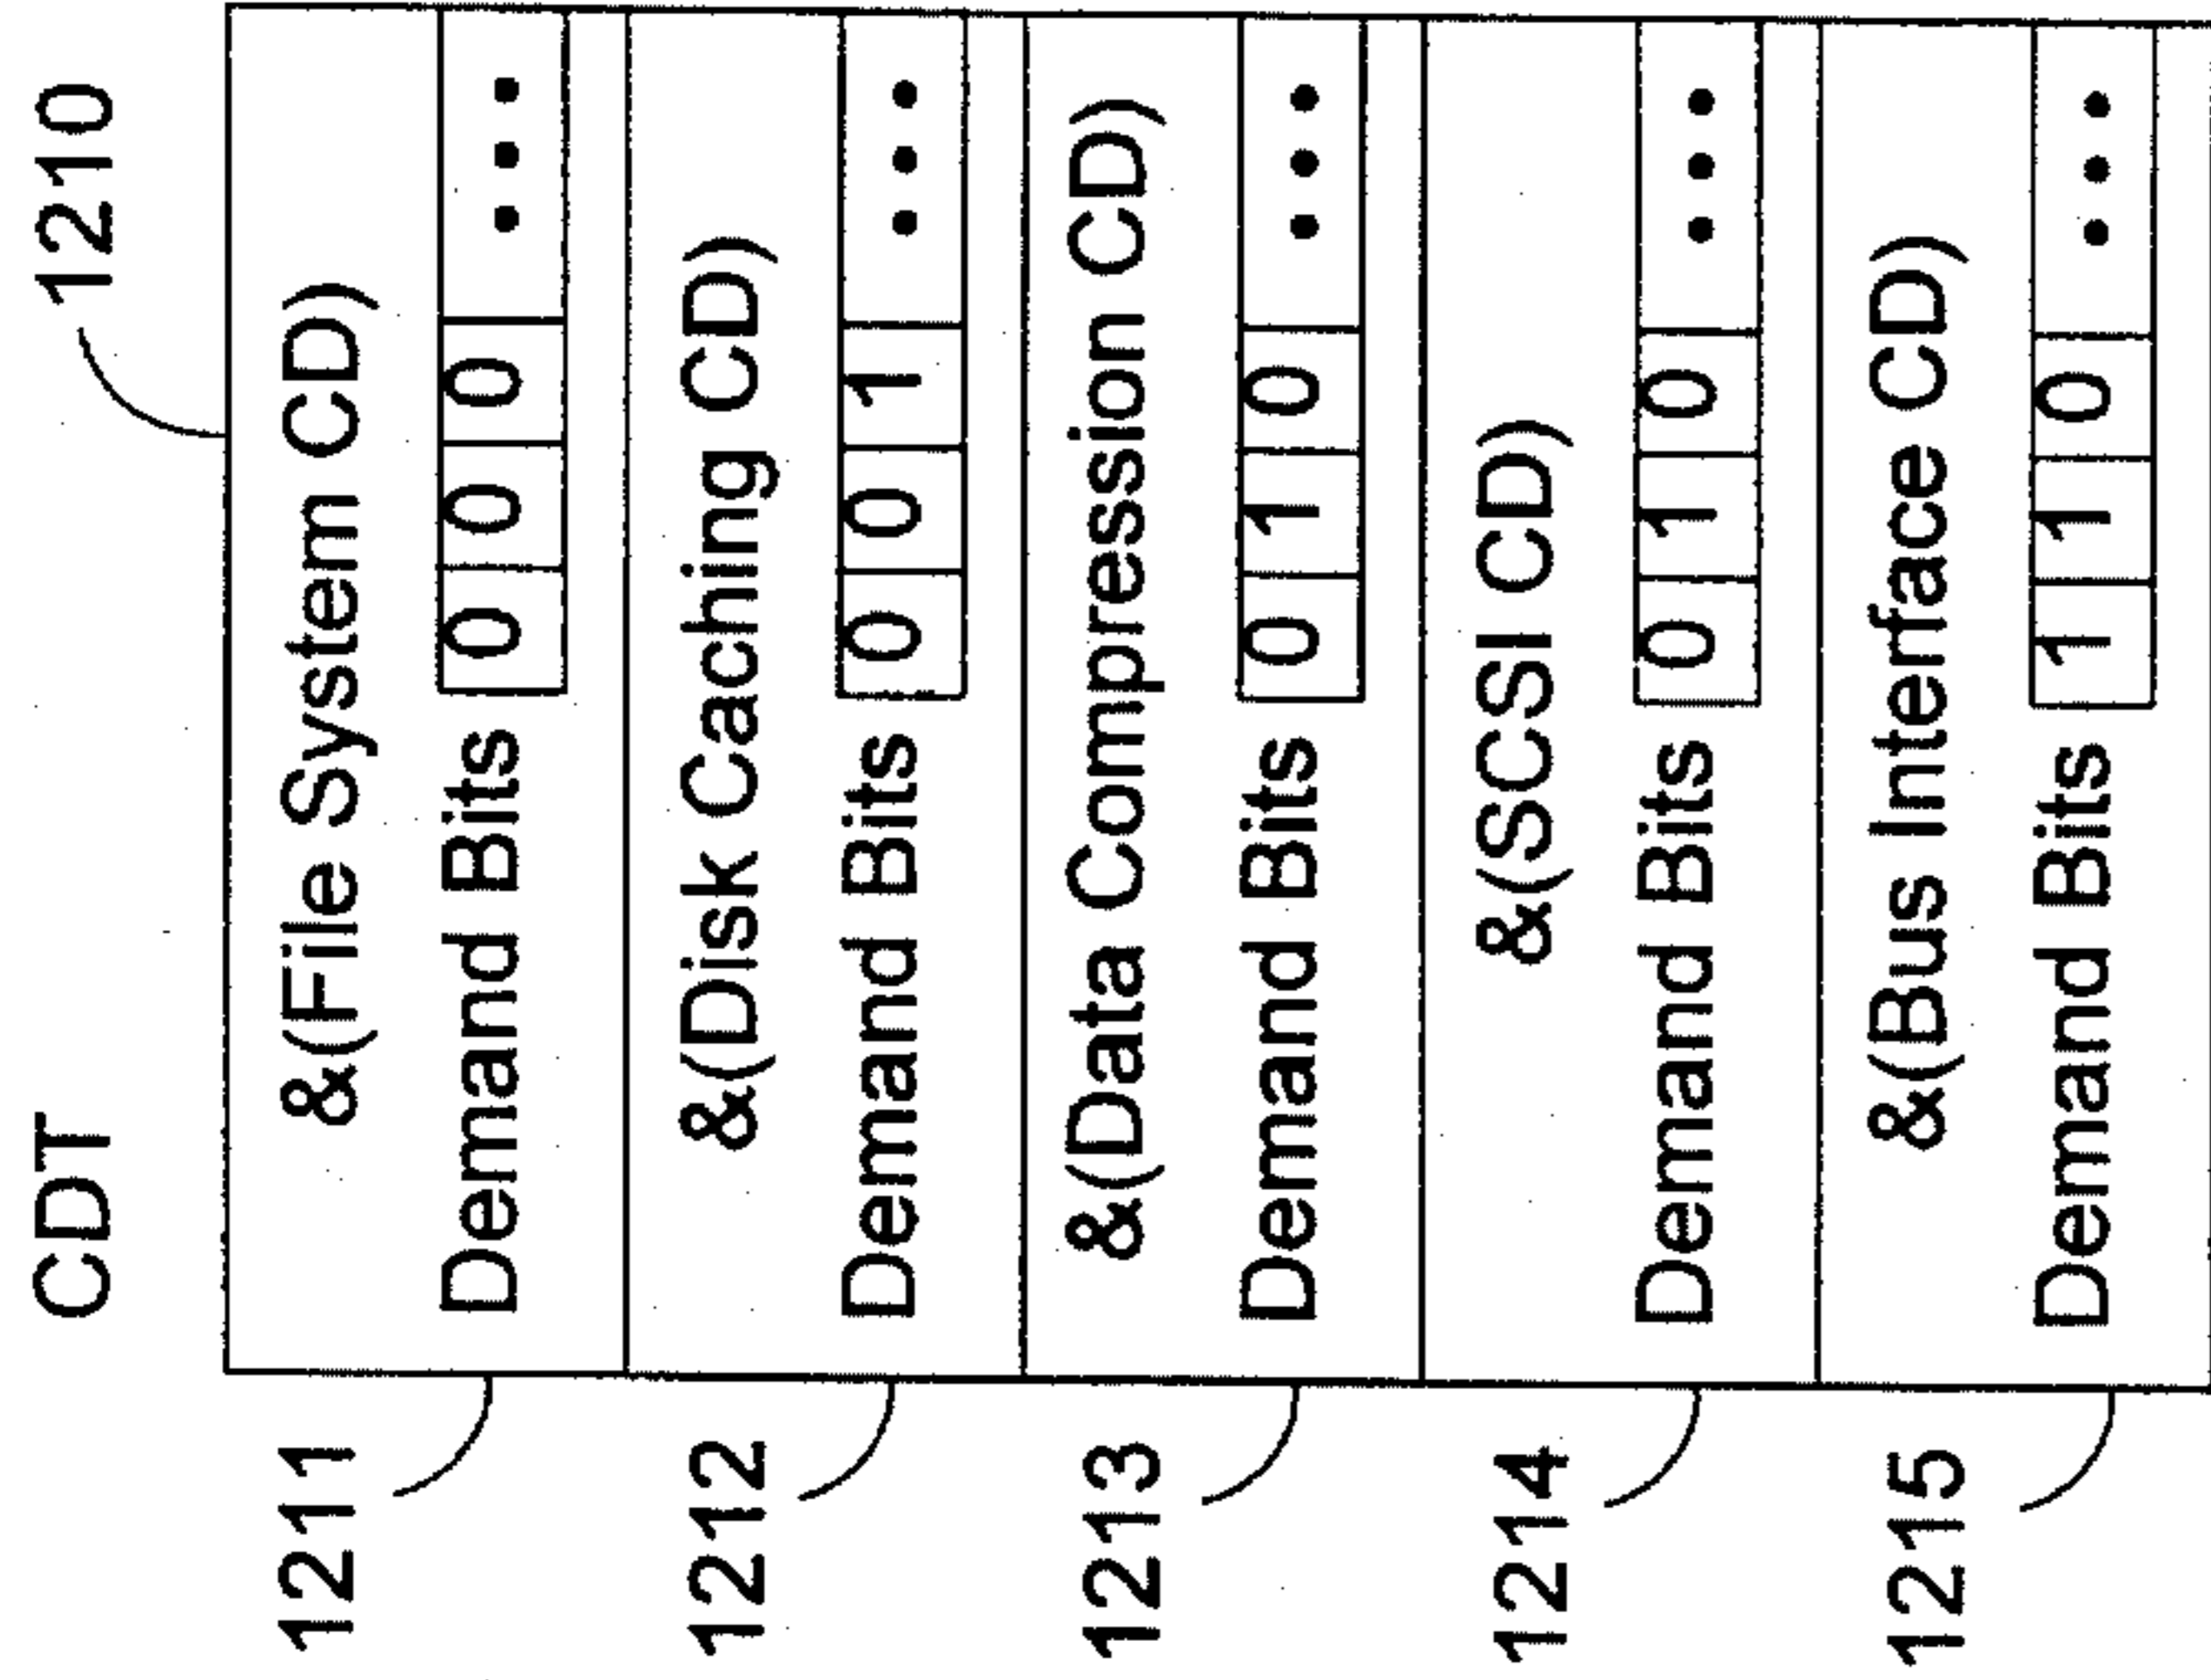 CDT 1210
&(File System CD)
1211 Demand Bits 0 0 0 • • •
&(Disk Caching CD)
1212 Demand Bits 0 0 1 • • •
&(Data Compression CD)
1213 Demand Bits 0 1 0 • • •
&(SCSI CD)
1214 Demand Bits 0 1 0 • • •
&(Bus Interface CD)
1215 Demand Bits 1 1 0 • • •